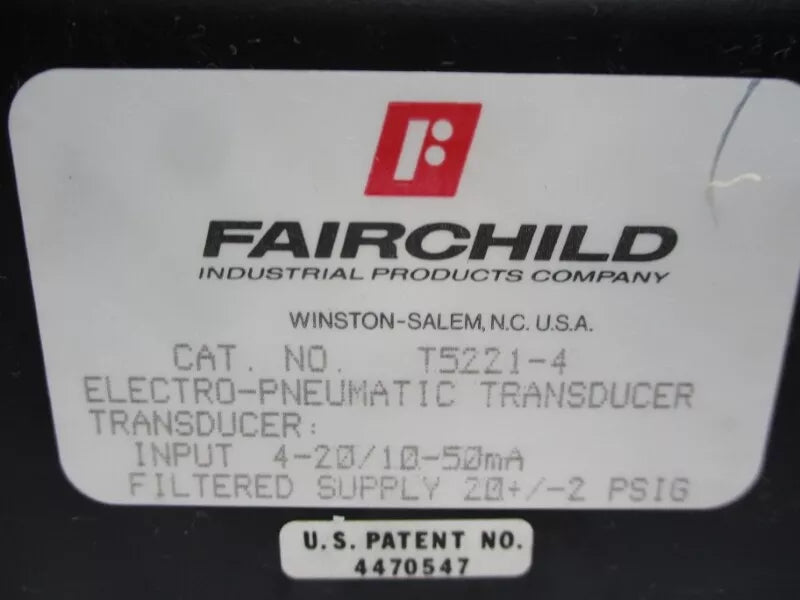 FAIRCHILD
INDUSTRIAL PRODUCTS COMPANY
WINSTON-SALEM, N.C. U.S.A.
CAT. NO. T5221-4
ELECTRO-PNEUMATIC TRANSDUCER
TRANSDUCER:
INPUT 4-20/10-50mA
FILTERED SUPPLY 20+/-2 PSIG
U.S. PATENT NO.
4470547